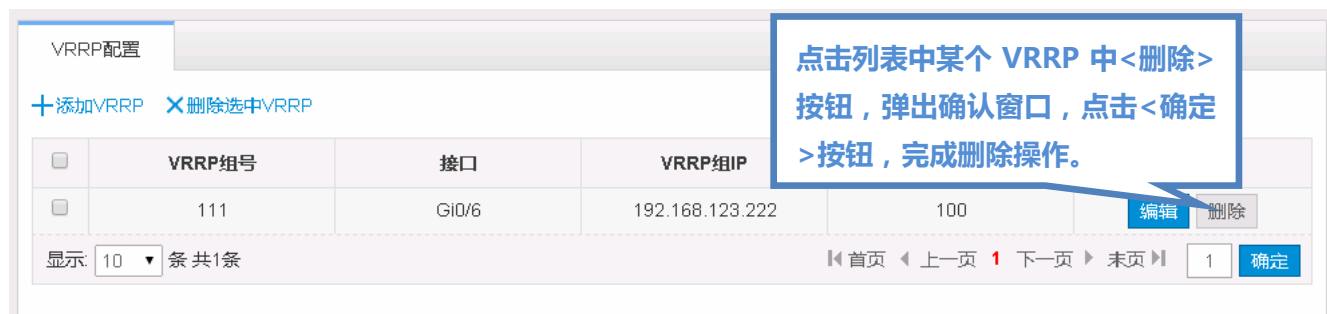 VRRP配置
点击列表中某个 VRRP 中<删除>
按钮，弹出确认窗口，点击<确定
>按钮，完成删除操作。
添加VRRP 删除选中VRRP
VRRP组号 接口 VRRP组IP
111 Gi0/6 192.168.123.222 100 编辑 删除
显示: 10 条 共1条 首页 上一页 1 下一页 末页 1 确定